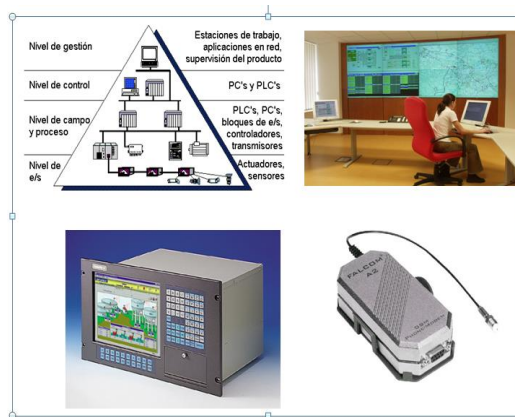 Nivel de gestión
Estaciones de trabajo,
aplicaciones en red,
supervisión del producto
Nivel de control
PC's y PLC's
Nivel de campo
y proceso
PLC's, PC's,
bloques de e/s,
controladores,
transmisores
Nivel de
e/s
Actuadores,
sensores
FALCOM
A2